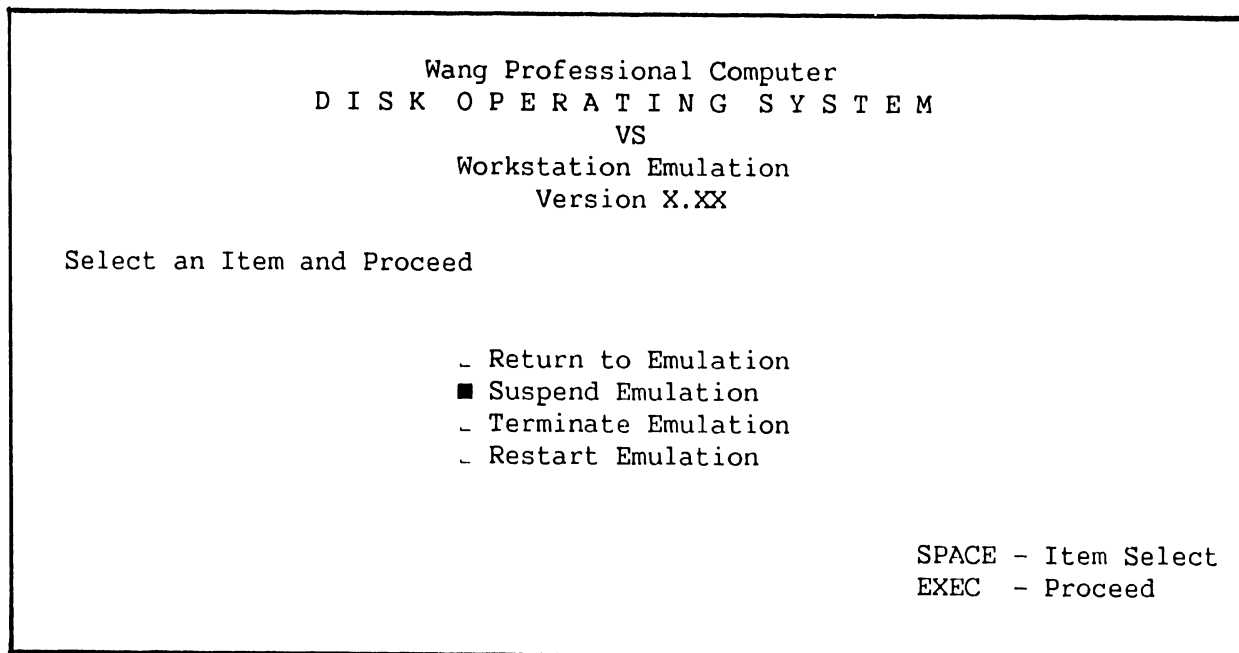 Wang Professional Computer
D I S K  O P E R A T I N G  S Y S T E M
VS
Workstation Emulation
Version X.XX
Select an Item and Proceed
Return to Emulation
■ Suspend Emulation
Terminate Emulation
Restart Emulation
SPACE - Item Select
EXEC - Proceed